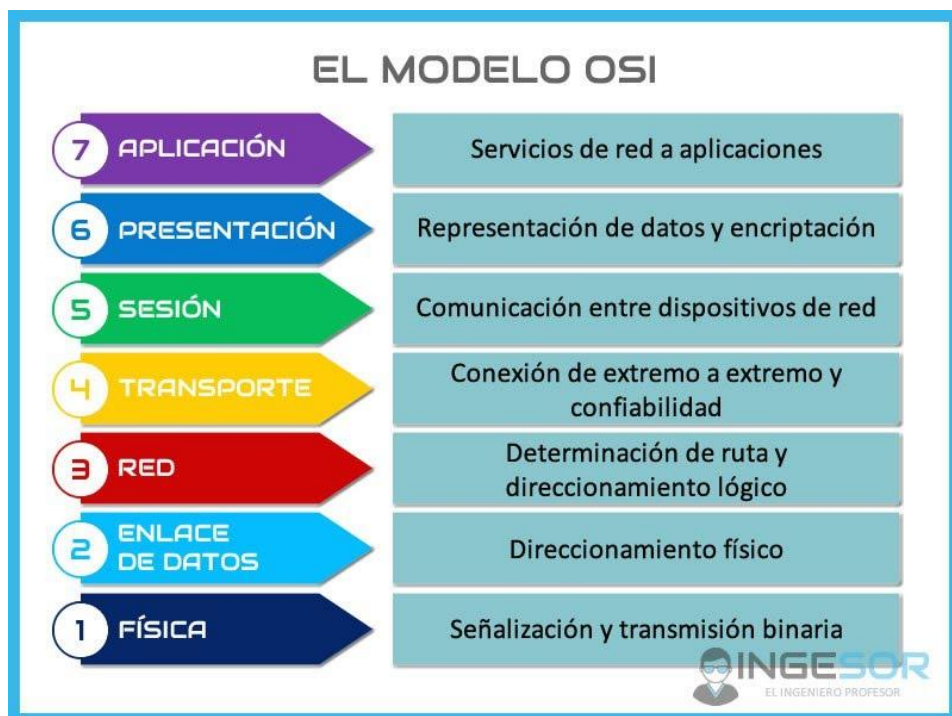 EL MODELO OSI
7 APLICACIÓN
Servicios de red a aplicaciones
6 PRESENTACIÓN
Representación de datos y encriptación
5 SESIÓN
Comunicación entre dispositivos de red
4 TRANSPORTE
Conexión de extremo a extremo y
confiabilidad
3 RED
Determinación de ruta y
direccionamiento lógico
2 ENLACE
DE DATOS
Direccionamiento físico
1 FÍSICA
Señalización y transmisión binaria
INGESOR
EL INGENIERO PROFESOR